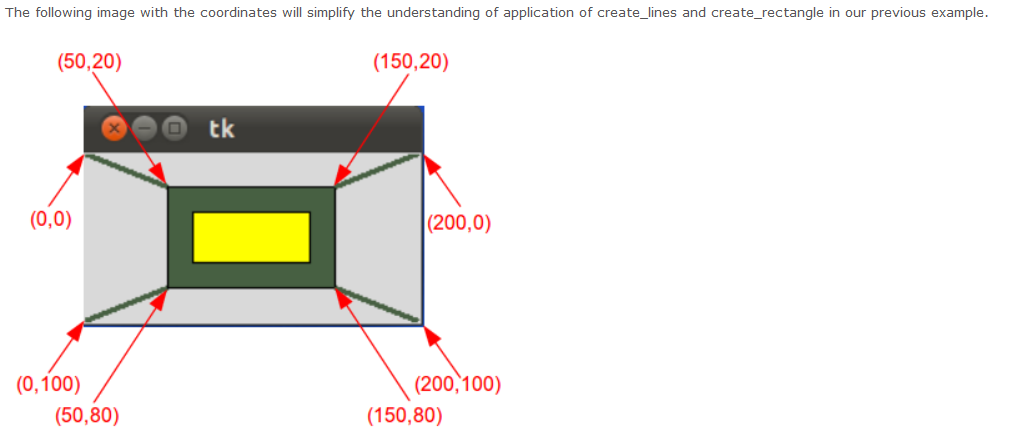 The following image with the coordinates will simplify the understanding of application of create_lines and create_rectangle in our previous example.
(50,20) (150,20)
tk
(0,0) (200,0)
(0,100) (200,100)
(50,80) (150,80)